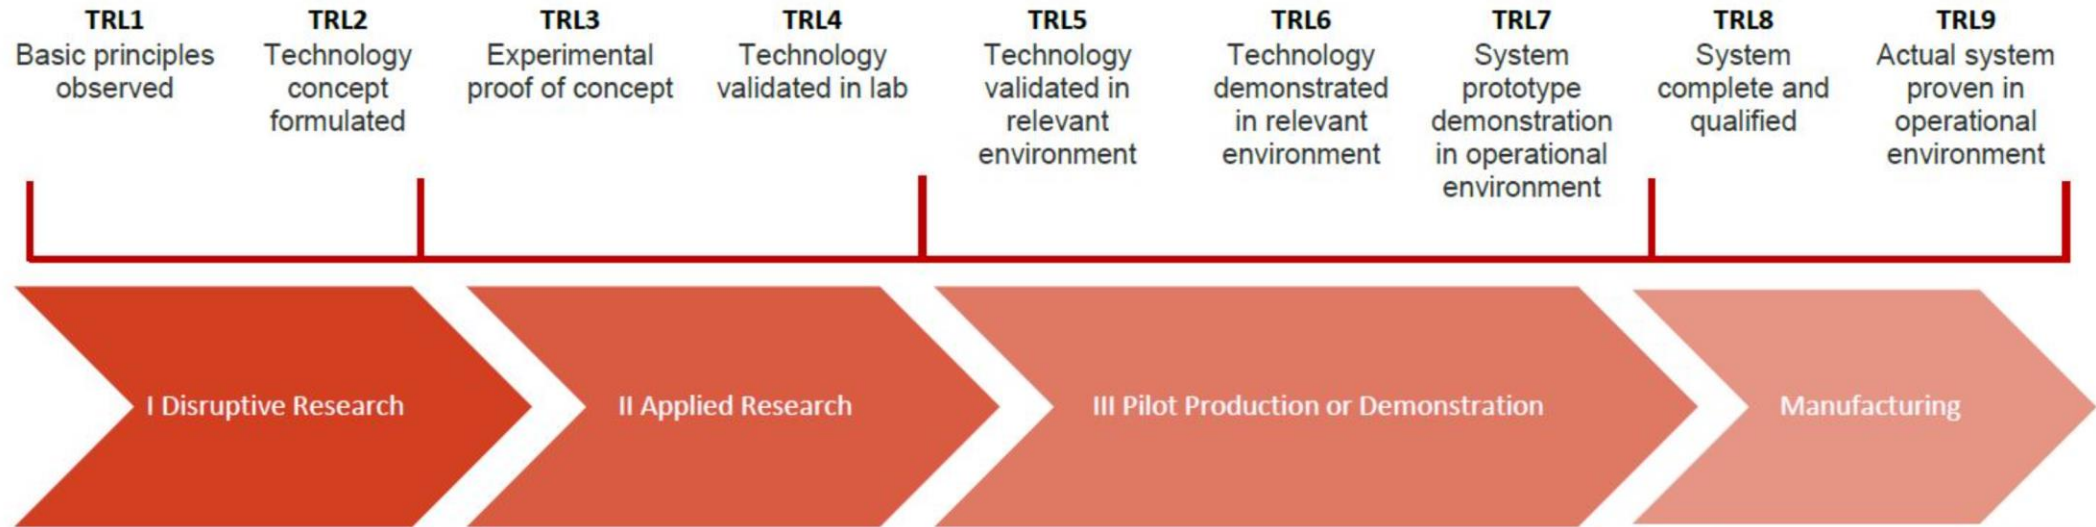 TRL1
Basic principles
observed
TRL2
Technology
concept
formulated
TRL3
Experimental
proof of concept
TRL4
Technology
validated in lab
TRL5
Technology
validated in
relevant
environment
TRL6
Technology
demonstrated
in relevant
environment
TRL7
System
prototype
demonstration
in operational
environment
TRL8
System
complete and
qualified
TRL9
Actual system
proven in
operational
environment
I Disruptive Research
II Applied Research
III Pilot Production or Demonstration
Manufacturing